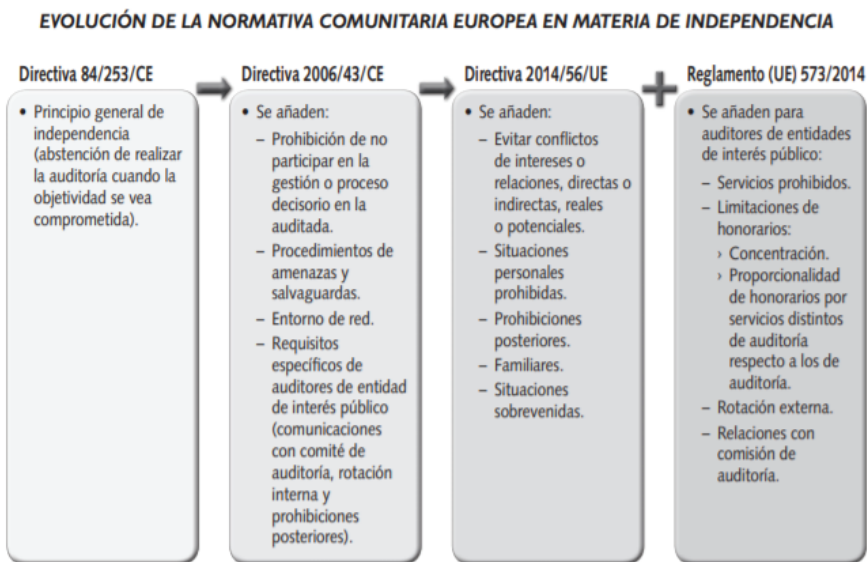 EVOLUCIÓN DE LA NORMATIVA COMUNITARIA EUROPEA EN MATERIA DE INDEPENDENCIA
Directiva 84/253/CE
• Principio general de
independencia
(abstención de realizar
la auditoría cuando la
objetividad se vea
comprometida).
Directiva 2006/43/CE
• Se añaden:
– Prohibición de no
participar en la
gestión o proceso
decisorio en la
auditada.
– Procedimientos de
amenazas y
salvaguardas.
– Entorno de red.
– Requisitos
específicos de
auditores de entidad
de interés público
(comunicaciones
con comité de
auditoría, rotación
interna y
prohibiciones
posteriores).
Directiva 2014/56/UE
• Se añaden:
– Evitar conflictos
de intereses o
relaciones, directas o
indirectas, reales
o potenciales.
– Situaciones
personales
prohibidas.
– Prohibiciones
posteriores.
– Familiares.
– Situaciones
sobrevenidas.
Reglamento (UE) 573/2014
• Se añaden para
auditores de entidades
de interés público:
– Servicios prohibidos.
– Limitaciones de
honorarios:
› Concentración.
› Proporcionalidad
de honorarios por
servicios distintos
de auditoría
respecto a los de
auditoría.
– Rotación externa.
– Relaciones con
comisión de
auditoría.